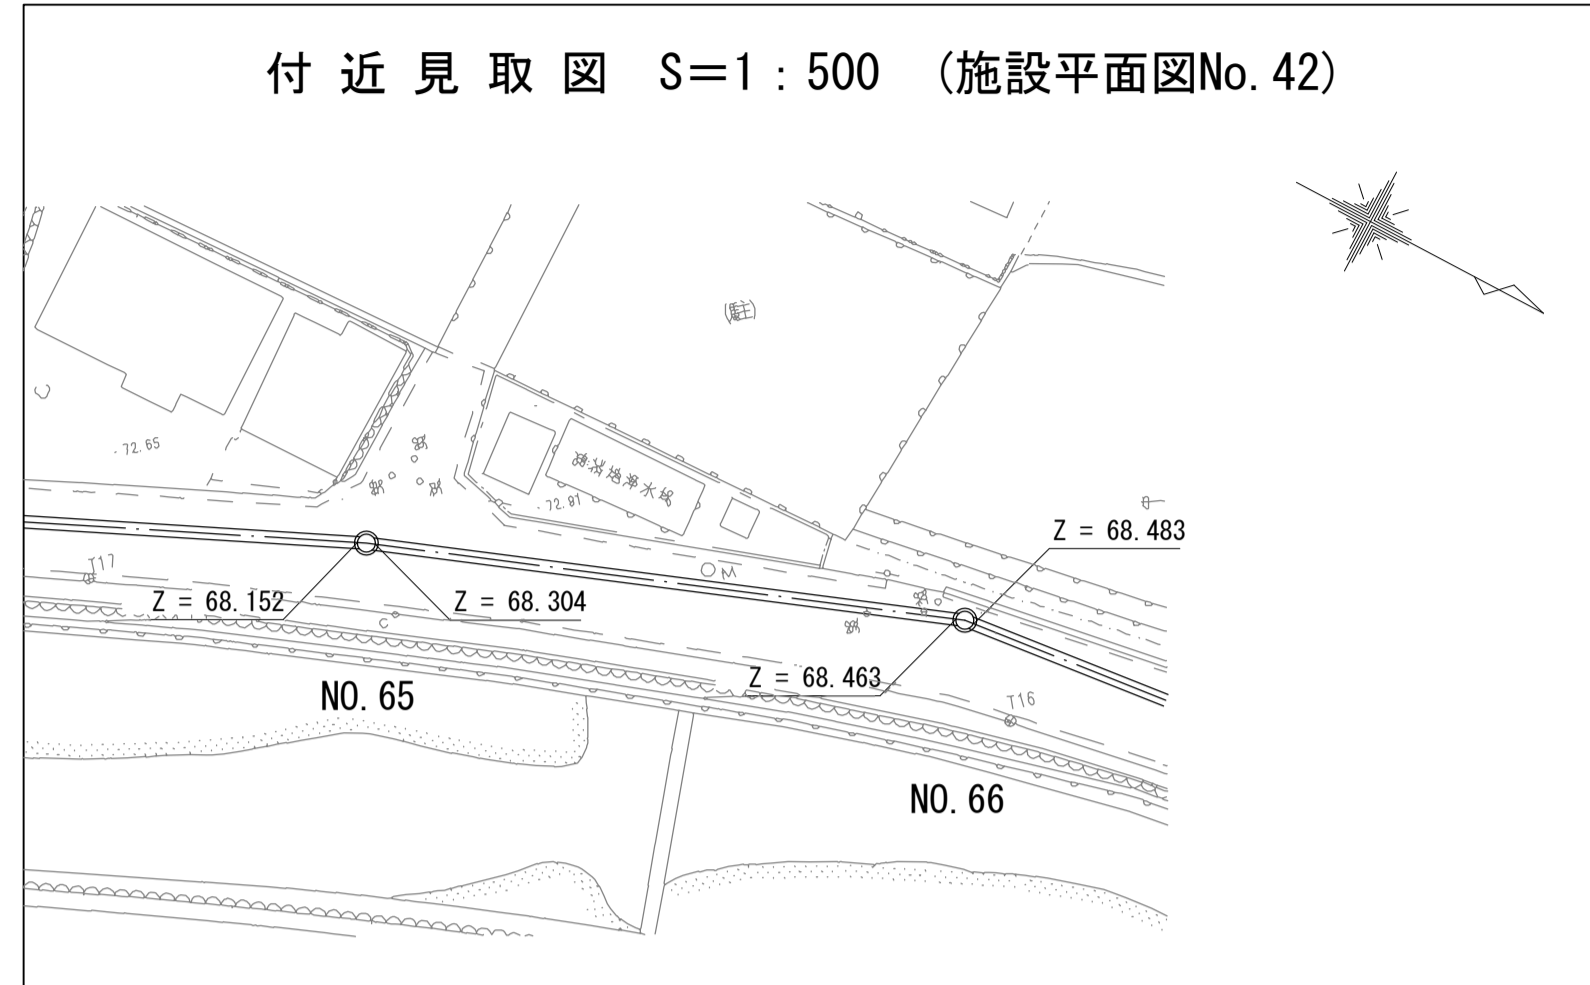 付近見取図 S=1:500 (施設平面図No.42)
(駐)
72.65
72.81
Z = 68.483
T17
M
Z = 68.152
Z = 68.304
C
Z = 68.463
NO.65
T16
NO.66